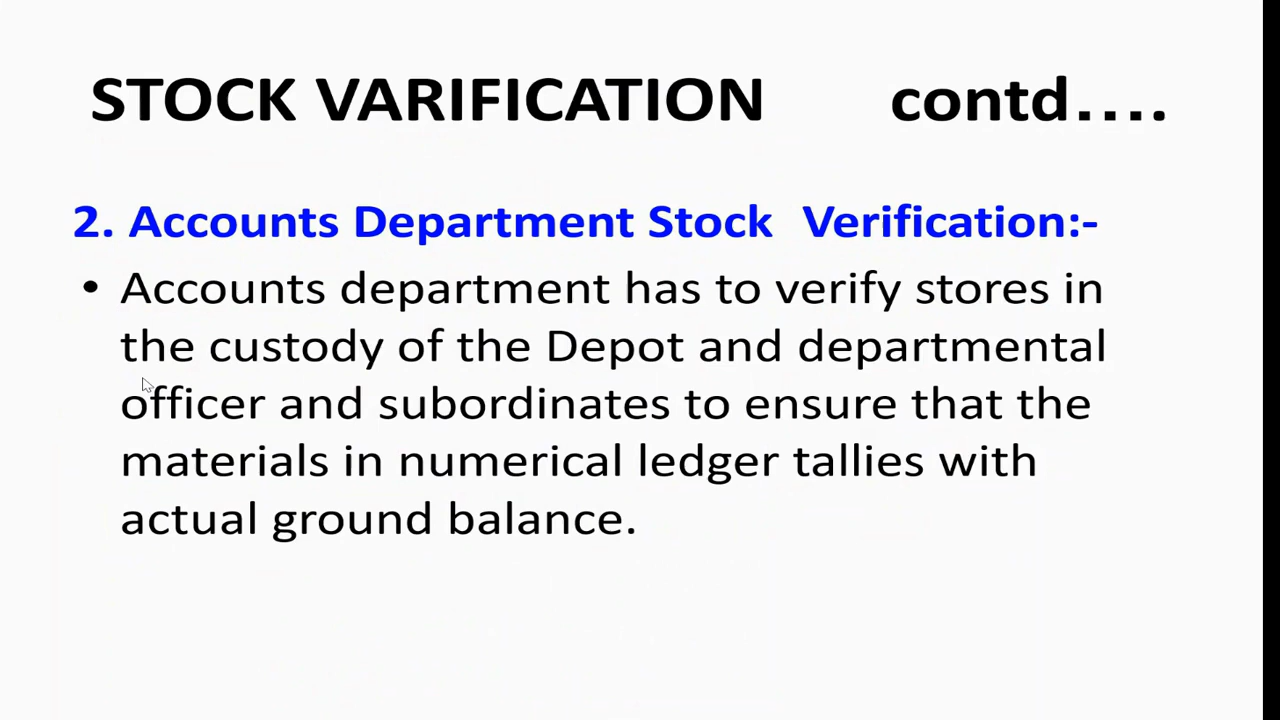 STOCK VARIFICATION contd....
2. Accounts Department Stock Verification:-
• Accounts department has to verify stores in
the custody of the Depot and departmental
officer and subordinates to ensure that the
materials in numerical ledger tallies with
actual ground balance.